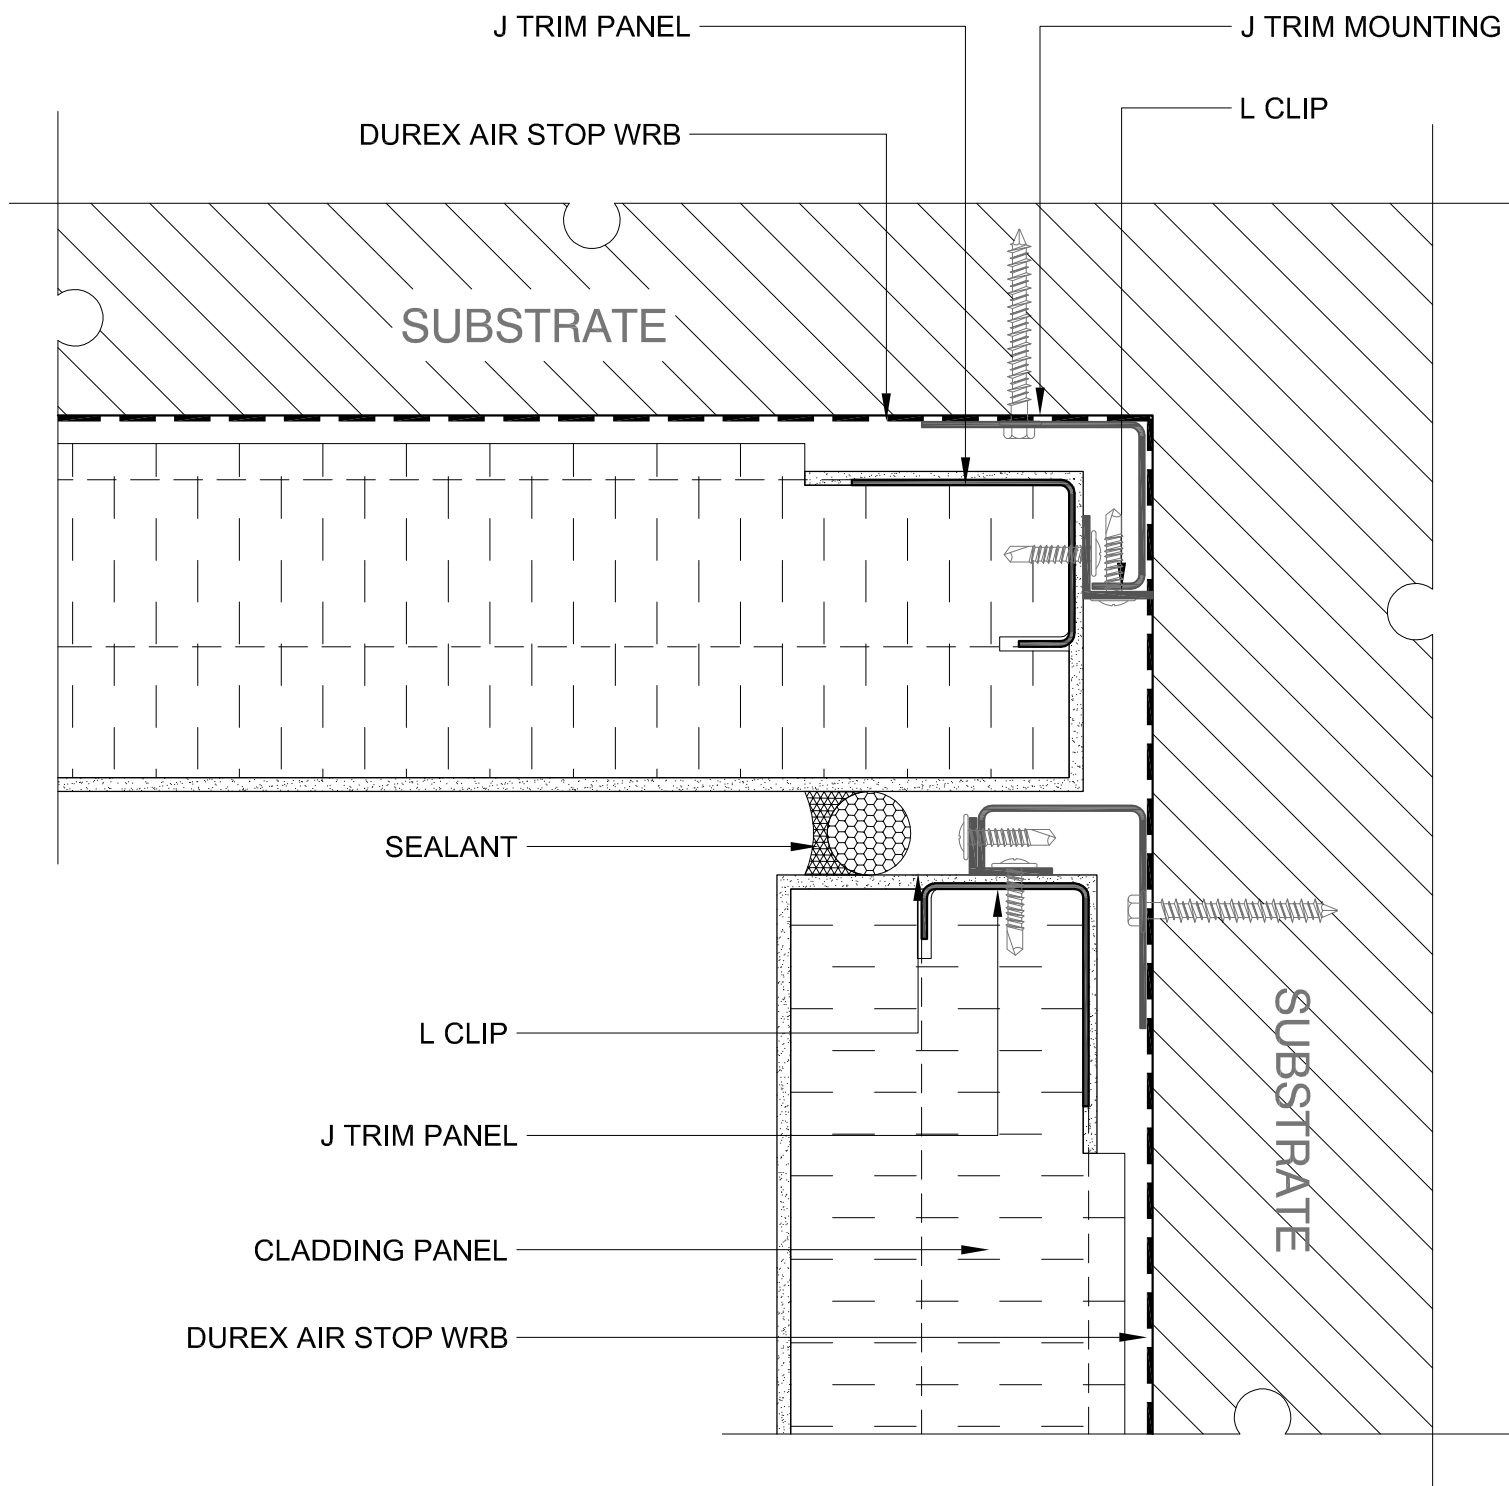 J TRIM PANEL
J TRIM MOUNTING
L CLIP
DUREX AIR STOP WRB
SUBSTRATE
SEALANT
L CLIP
SUBSTRATE
J TRIM PANEL
CLADDING PANEL
DUREX AIR STOP WRB